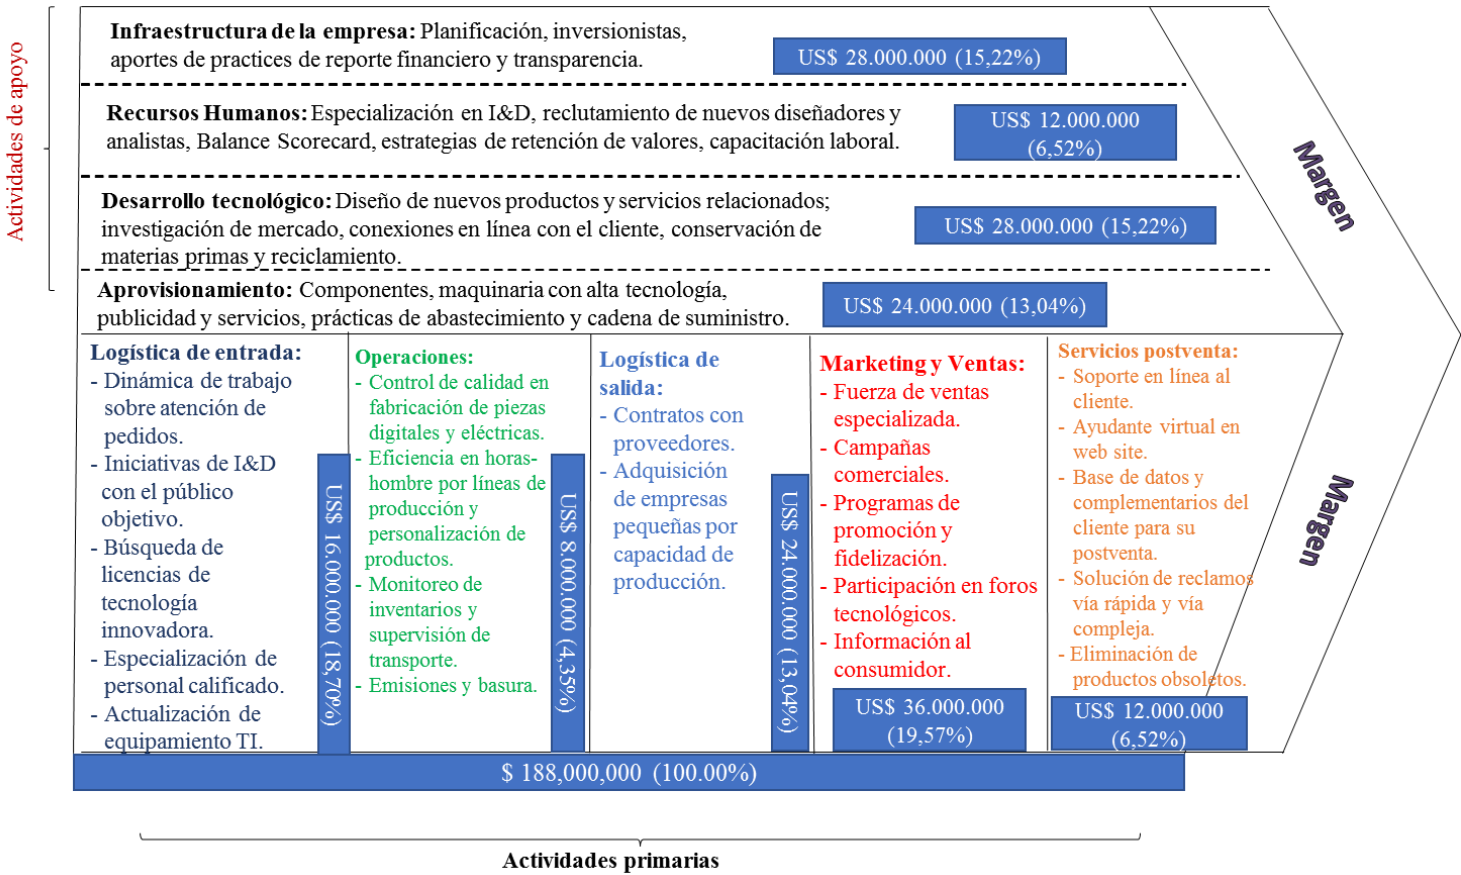 Actividades de apoyo
Infraestructura de la empresa: Planificación, inversionistas,
aportes de practices de reporte financiero y transparencia.
US$ 28.000.000 (15,22%)
Recursos Humanos: Especialización en I&D, reclutamiento de nuevos diseñadores y
analistas, Balance Scorecard, estrategias de retención de valores, capacitación laboral.
US$ 12.000.000
(6,52%)
Desarrollo tecnológico: Diseño de nuevos productos y servicios relacionados;
investigación de mercado, conexiones en línea con el cliente, conservación de
materias primas y reciclamiento.
US$ 28.000.000 (15,22%)
Aprovisionamiento: Componentes, maquinaria con alta tecnología,
publicidad y servicios, prácticas de abastecimiento y cadena de suministro.
US$ 24.000.000 (13,04%)
Margen
Margen
Logística de entrada:
- Dinámica de trabajo
sobre atención de
pedidos.
- Iniciativas de I&D
con el público
objetivo.
- Búsqueda de
licencias de
tecnología
innovadora.
- Especialización de
personal calificado.
- Actualización de
equipamiento TI.
US$ 16.000.000 (18,70%)
Operaciones:
- Control de calidad en
fabricación de piezas
digitales y eléctricas.
- Eficiencia en horas-
hombre por líneas de
producción y
personalización de
productos.
- Monitoreo de
inventarios y
supervisión de
transporte.
- Emisiones y basura.
US$ 8.000.000 (4,35%)
Logística de
salida:
- Contratos con
proveedores.
- Adquisición
de empresas
pequeñas por
capacidad de
producción.
US$ 24.000.000 (13,04%)
Marketing y Ventas:
- Fuerza de ventas
especializada.
- Campañas
comerciales.
- Programas de
promoción y
fidelización.
- Participación en foros
tecnológicos.
- Información al
consumidor.
US$ 36.000.000
(19,57%)
Servicios postventa:
- Soporte en línea al
cliente.
- Ayudante virtual en
web site.
- Base de datos y
complementarios del
cliente para su
postventa.
- Solución de reclamos
vía rápida y vía
compleja.
- Eliminación de
productos obsoletos.
US$ 12.000.000
(6,52%)
$ 188,000,000 (100.00%)
Actividades primarias